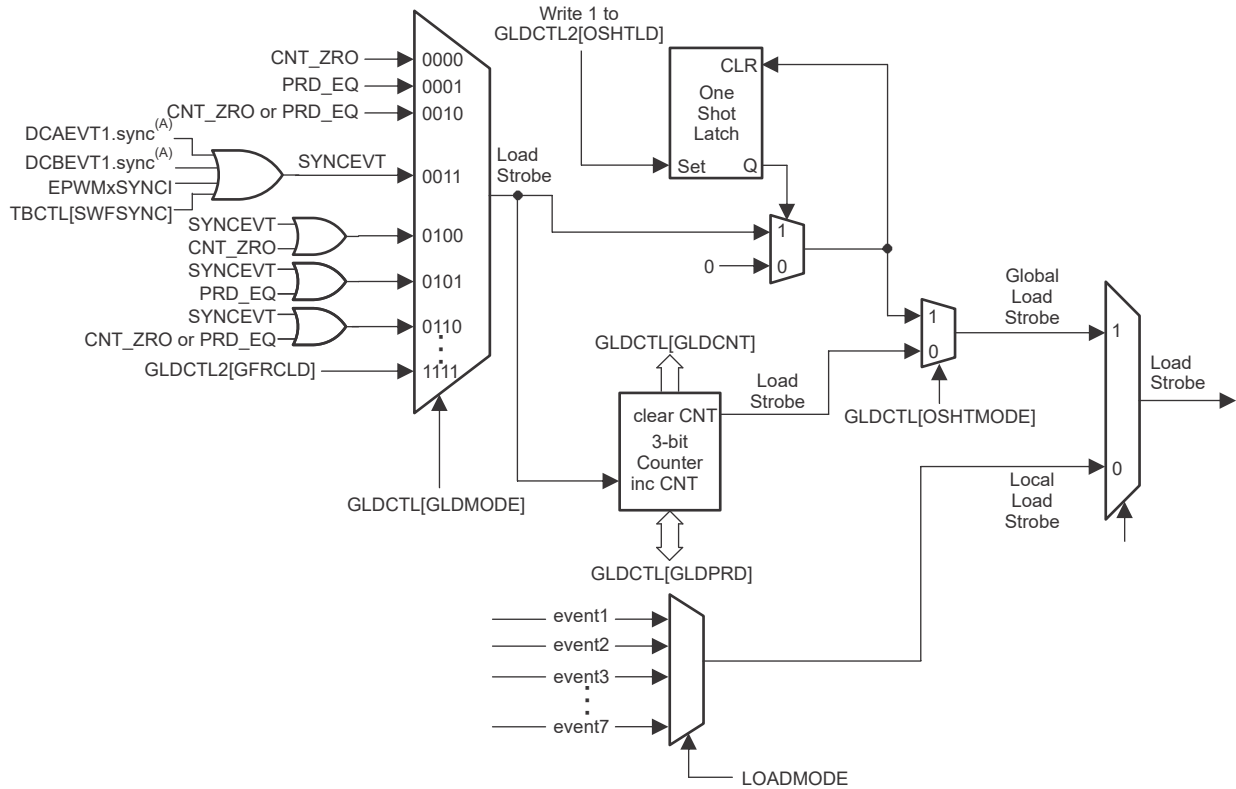 Write 1 to
GLDCTL2[OSHTLD]
CNT_ZRO
0000
PRD_EQ
0001
CNT_ZRO or PRD_EQ
0010
DCAEVT1.sync(A)
DCBEVT1.sync(A)
EPWMxSYNCI
TBCTL[SWFSYNC]
SYNCEVT
0011
SYNCEVT
CNT_ZRO
0100
SYNCEVT
PRD_EQ
0101
SYNCEVT
CNT_ZRO or PRD_EQ
0110
GLDCTL2[GFRCLD]
1111
GLDCTL[GLDMODE]
Load
Strobe
CLR
One
Shot
Latch
Set
Q
1
0
0
GLDCTL[GLDCNT]
clear CNT
3-bit
Counter
inc CNT
GLDCTL[GLDPRD]
Load
Strobe
1
0
GLDCTL[OSHTMODE]
Global
Load
Strobe
1
0
Local
Load
Strobe
Load
Strobe
event1
event2
event3
event7
LOADMODE